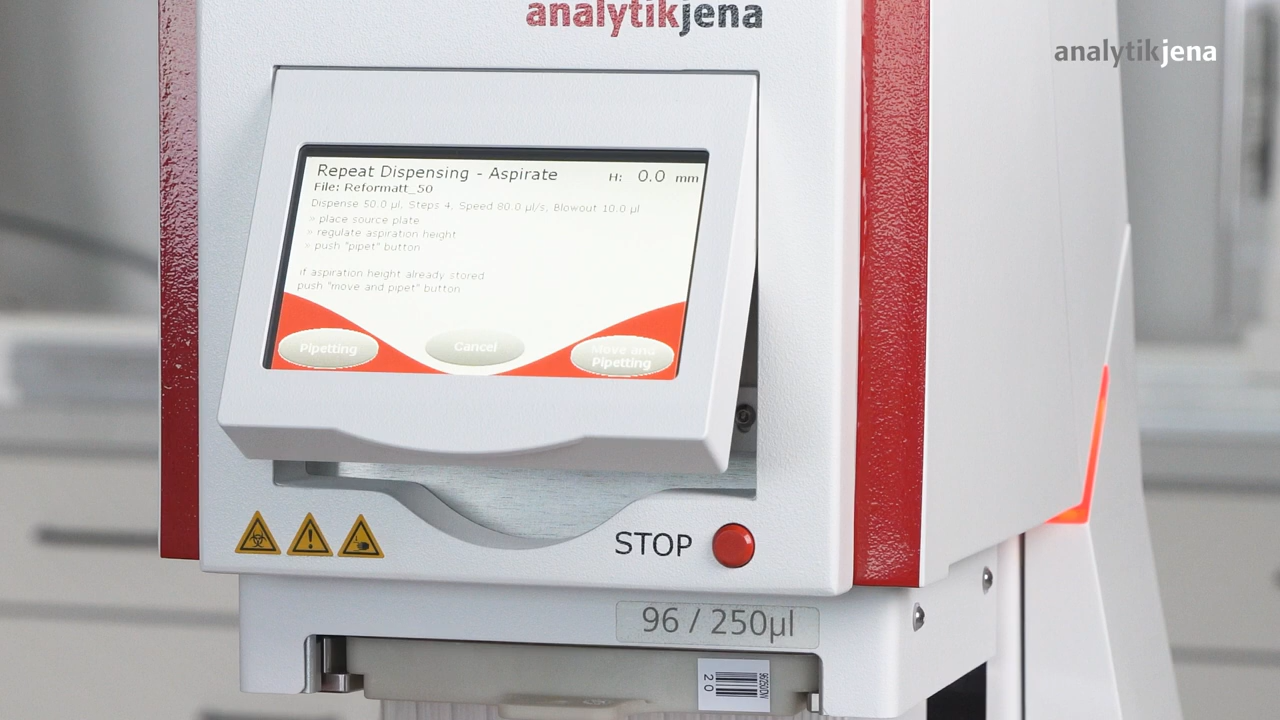 analytikjena
analytikjena
Repeat Dispensing - Aspirate H: 0.0 mm
File: Reformatt_50
Dispense 50.0 µl, Steps 4, Speed 80.0 µl/s, Blowout 10.0 µl
» place source plate
» regulate aspiration height
» push "pipet" button
if aspiration height already stored
push "move and pipet" button
Pipetting
Cancel
Move and
Pipetting
STOP
96 / 250µl
20